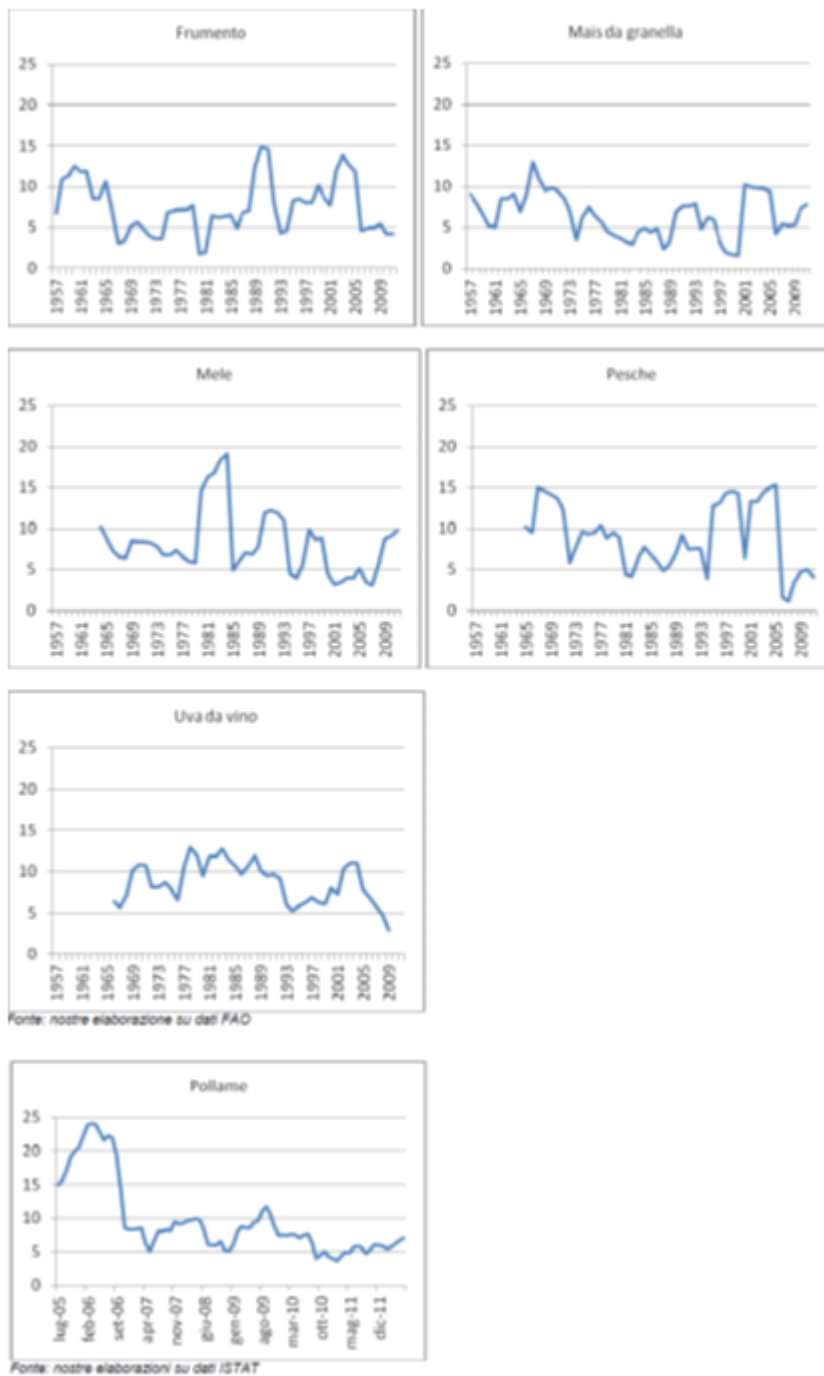 Frumento
25
20
15
10
5
0
1957 1961 1965 1969 1973 1977 1981 1985 1989 1993 1997 2001 2005 2009
Mais da granella
25
20
15
10
5
0
1957 1961 1965 1969 1973 1977 1981 1985 1989 1993 1997 2001 2005 2009
Mele
25
20
15
10
5
0
1957 1961 1965 1969 1973 1977 1981 1985 1989 1993 1997 2001 2005 2009
Pesche
25
20
15
10
5
0
1957 1961 1965 1969 1973 1977 1981 1985 1989 1993 1997 2001 2005 2009
Uva da vino
25
20
15
10
5
0
1957 1961 1965 1969 1973 1977 1981 1985 1989 1993 1997 2001 2005 2009
Fonte: nostre elaborazione su dati FAO
Pollame
25
20
15
10
5
0
lug-05 feb-06 set-06 apr-07 nov-07 giu-08 gen-09 ago-09 mar-10 ott-10 mag-11 dic-11
Fonte: nostre elaborazioni su dati ISTAT